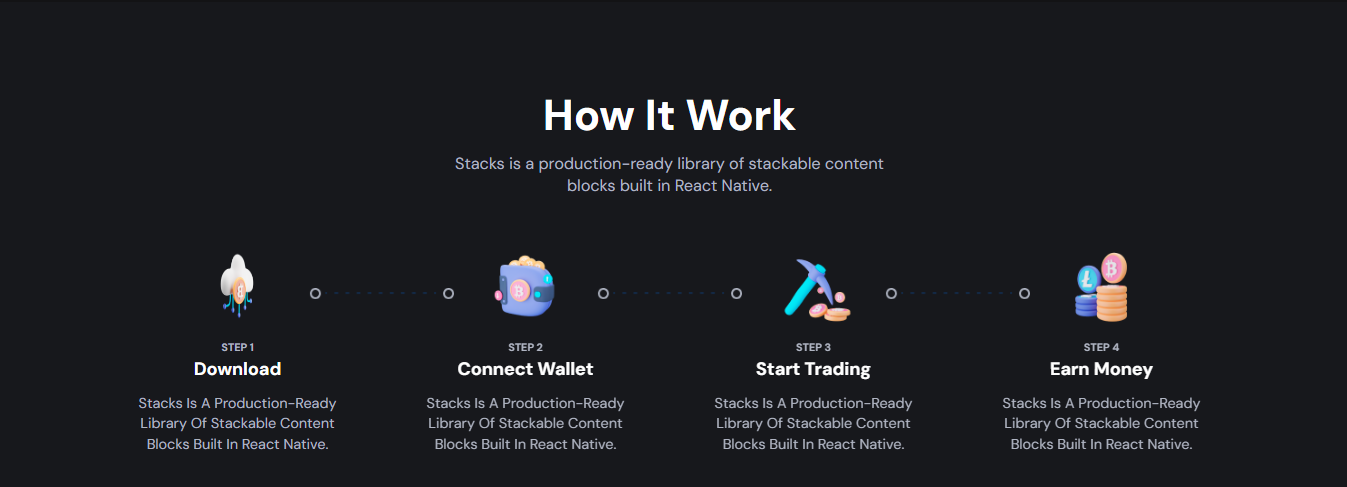 How It Work
Stacks is a production-ready library of stackable content
blocks built in React Native.
STEP 1
Download
Stacks Is A Production-Ready
Library Of Stackable Content
Blocks Built In React Native.
STEP 2
Connect Wallet
Stacks Is A Production-Ready
Library Of Stackable Content
Blocks Built In React Native.
STEP 3
Start Trading
Stacks Is A Production-Ready
Library Of Stackable Content
Blocks Built In React Native.
STEP 4
Earn Money
Stacks Is A Production-Ready
Library Of Stackable Content
Blocks Built In React Native.